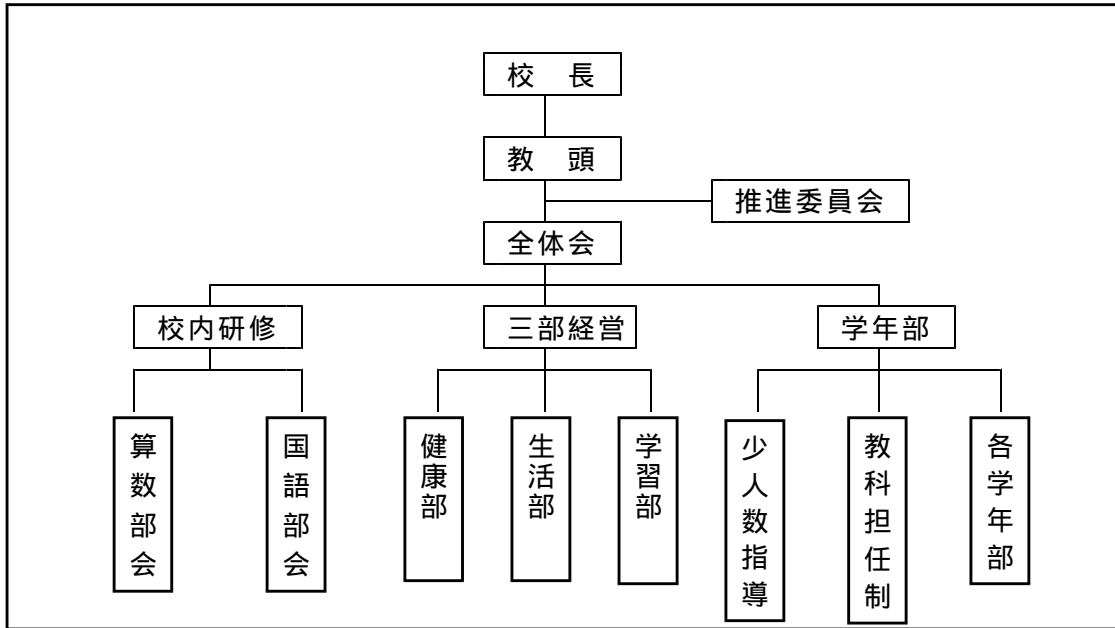 校　長
教　頭
推進委員会
全体会
校内研修
三部経営
学年部
算数部会
国語部会
健康部
生活部
学習部
少人数指導
教科担任制
各学年部